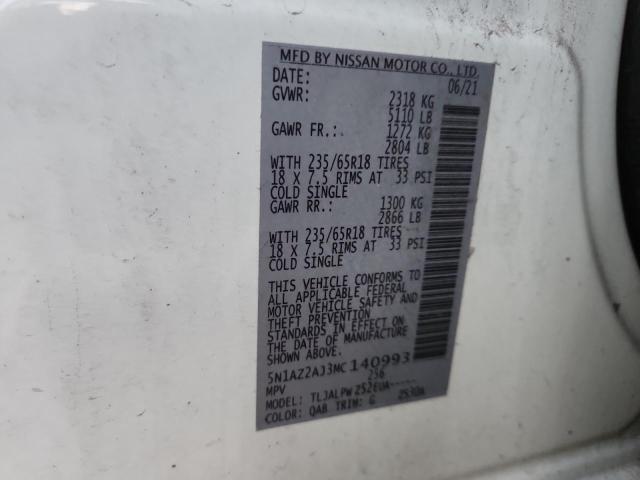 MFD BY NISSAN MOTOR CO., LTD.
DATE: 06/21
GVWR: 2318 KG
5110 LB
GAWR FR.: 1272 KG
2804 LB
WITH 235/65R18 TIRES
18 X 7.5 RIMS AT 33 PSI
COLD SINGLE
GAWR RR.: 1300 KG
2866 LB
WITH 235/65R18 TIRES
18 X 7.5 RIMS AT 33 PSI
COLD SINGLE
THIS VEHICLE CONFORMS TO
ALL APPLICABLE FEDERAL
MOTOR VEHICLE SAFETY AND
THEFT PREVENTION
STANDARDS IN EFFECT ON
THE DATE OF MANUFACTURE
SHOWN ABOVE.
5N1AZ2AJ3MC140993
MPV 256
MODEL: TLJALPW Z52EUA-----
COLOR: QAB TRIM: G